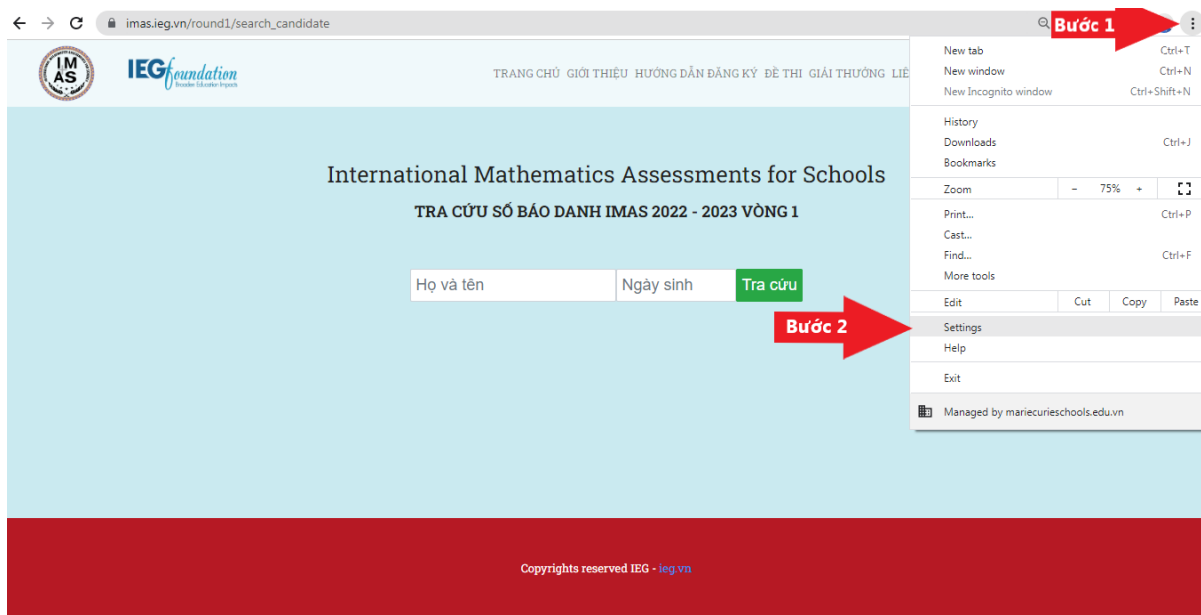 imas.ieg.vn/round1/search_candidate
Bước 1
I.M
AS
IEG foundation
Broaden Education Impacts
TRANG CHỦ GIỚI THIỆU HƯỚNG DẪN ĐĂNG KÝ ĐỀ THI GIẢI THƯỞNG LIÊ
New tab Ctrl+T
New window Ctrl+N
New Incognito window Ctrl+Shift+N
History
Downloads Ctrl+J
Bookmarks
Zoom - 75% +
Print... Ctrl+P
Cast...
Find... Ctrl+F
More tools
Edit Cut Copy Paste
Settings
Help
Exit
Managed by mariecurieschools.edu.vn
International Mathematics Assessments for Schools
TRA CỨU SỐ BÁO DANH IMAS 2022 - 2023 VÒNG 1
Họ và tên Ngày sinh Tra cứu
Bước 2
Copyrights reserved IEG - ieg.vn